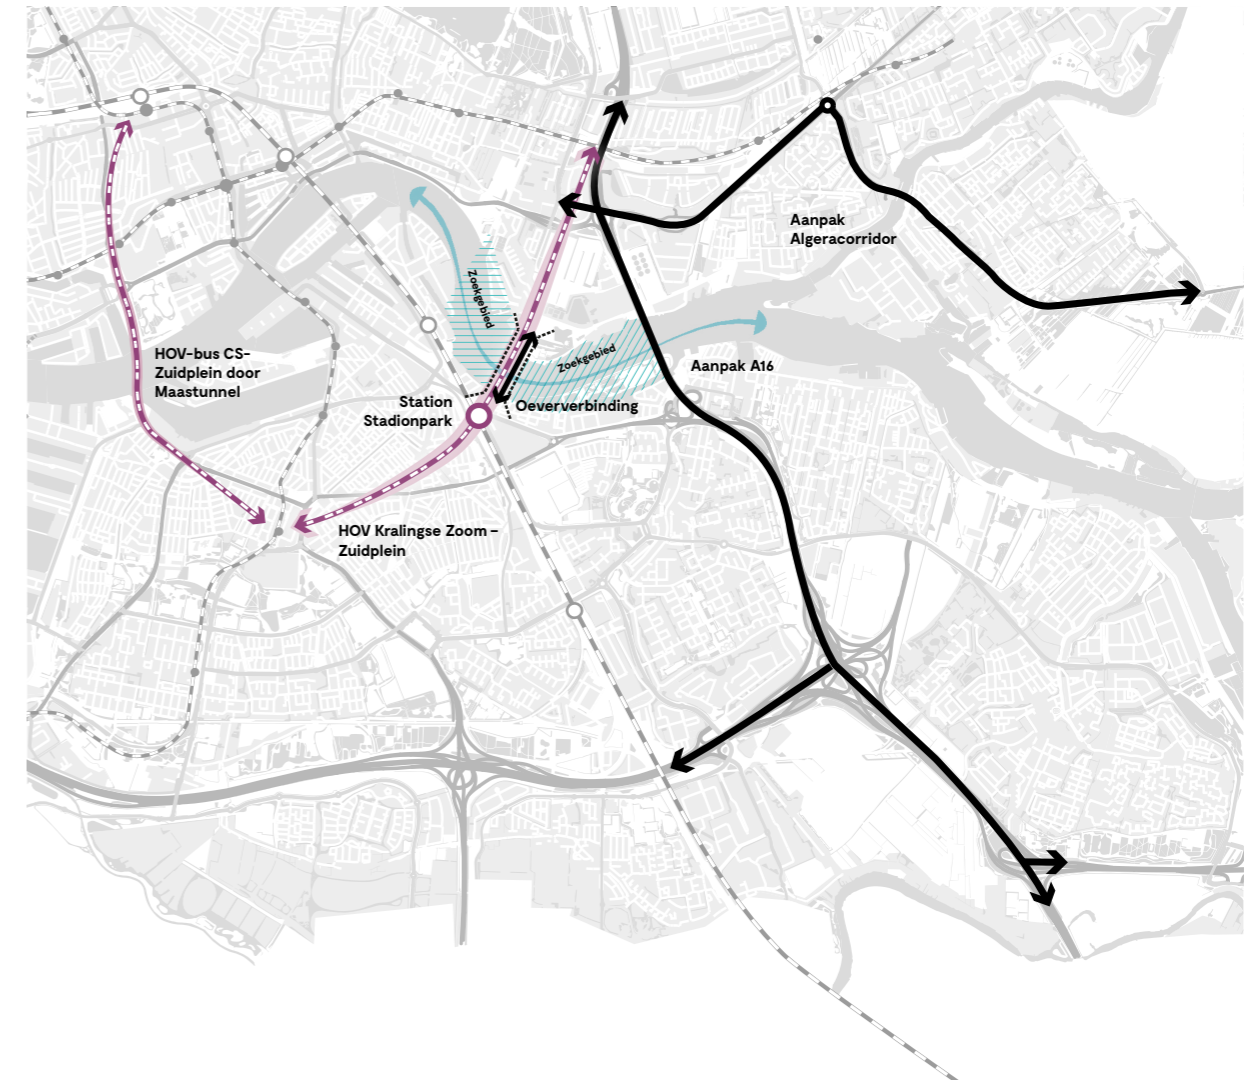 Aanpak
Algeracorridor
Zoekgebied
HOV-bus CS-
Zuidplein door
Maastunnel
Zoekgebied
Aanpak A16
Station
Stadionpark
Oeververbinding
HOV Kralingse Zoom –
Zuidplein